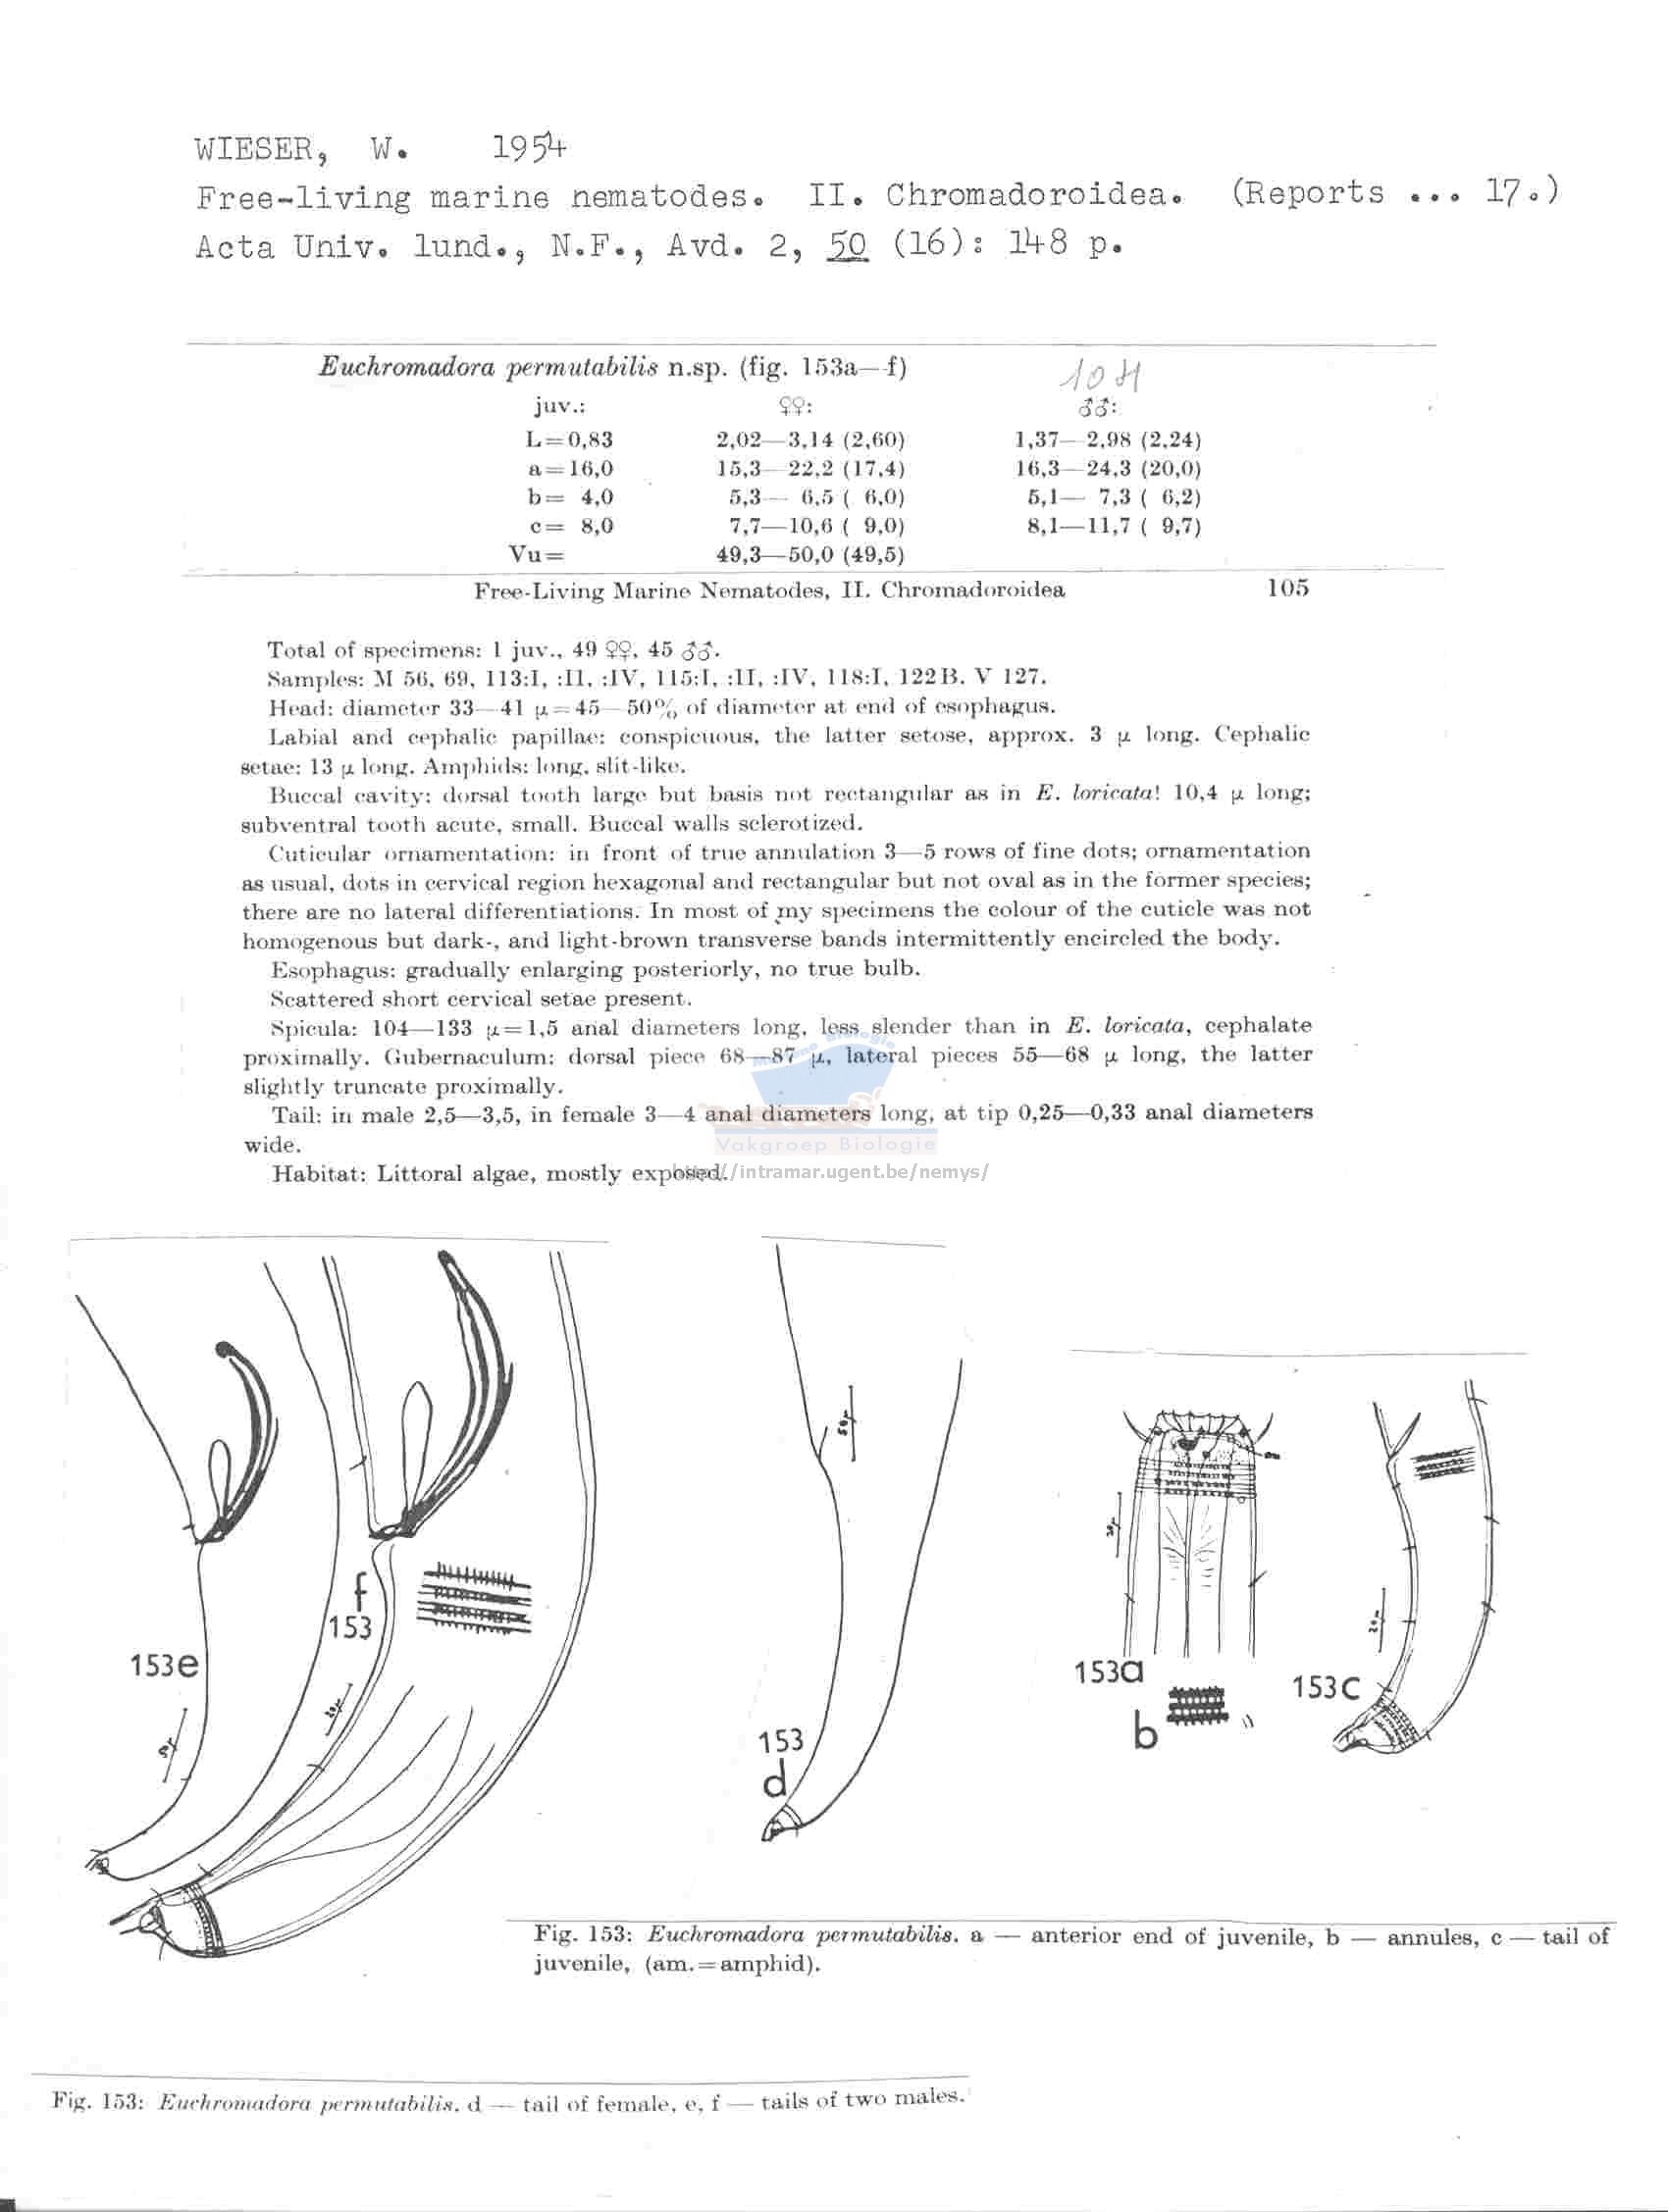 WIESER, W. 1954
Free-living marine nematodes. II. Chromadoroidea. (Reports ... 17.)
Acta Univ. lund., N.F., Avd. 2, 50 (16): 148 p.
Euchromadora permutabilis n.sp. (fig. 153a—f)
104
juv.: ♀♀: ♂♂:
L=0,83 2,02—3,14 (2,60) 1,37—2,98 (2,24)
a=16,0 15,3—22,2 (17,4) 16,3—24,3 (20,0)
b= 4,0 5,3— 6,5 ( 6,0) 5,1— 7,3 ( 6,2)
c= 8,0 7,7—10,6 ( 9,0) 8,1—11,7 ( 9,7)
Vu= 49,3—50,0 (49,5)
Free-Living Marine Nematodes, II. Chromadoroidea 105
Total of specimens: 1 juv., 49 ♀♀, 45 ♂♂.
Samples: M 56, 69, 113:I, :II, :IV, 115:I, :II, :IV, 118:I, 122B, V 127.
Head: diameter 33—41 μ=45—50% of diameter at end of esophagus.
Labial and cephalic papillae: conspicuous, the latter setose, approx. 3 μ long. Cephalic
setae: 13 μ long. Amphids: long, slit-like.
Buccal cavity: dorsal tooth large but basis not rectangular as in E. loricata! 10,4 μ long;
subventral tooth acute, small. Buccal walls sclerotized.
Cuticular ornamentation: in front of true annulation 3—5 rows of fine dots; ornamentation
as usual, dots in cervical region hexagonal and rectangular but not oval as in the former species;
there are no lateral differentiations. In most of my specimens the colour of the cuticle was not
homogenous but dark-, and light-brown transverse bands intermittently encircled the body.
Esophagus: gradually enlarging posteriorly, no true bulb.
Scattered short cervical setae present.
Spicula: 104—133 μ=1,5 anal diameters long, less slender than in E. loricata, cephalate
proximally. Gubernaculum: dorsal piece 68—87 μ, lateral pieces 55—68 μ long, the latter
slightly truncate proximally.
Tail: in male 2,5—3,5, in female 3—4 anal diameters long, at tip 0,25—0,33 anal diameters
wide.
Habitat: Littoral algae, mostly exposed.
Marine Biologie
Vakgroep Biologie
http://intramar.ugent.be/nemys/
50μ
20μ
20μ
f
153
153e
153a
153c
b
20μ
50μ
153
d
Fig. 153: Euchromadora permutabilis. a — anterior end of juvenile, b — annules, c — tail of
juvenile, (am.=amphid).
Fig. 153: Euchromadora permutabilis. d — tail of female, e, f — tails of two males.